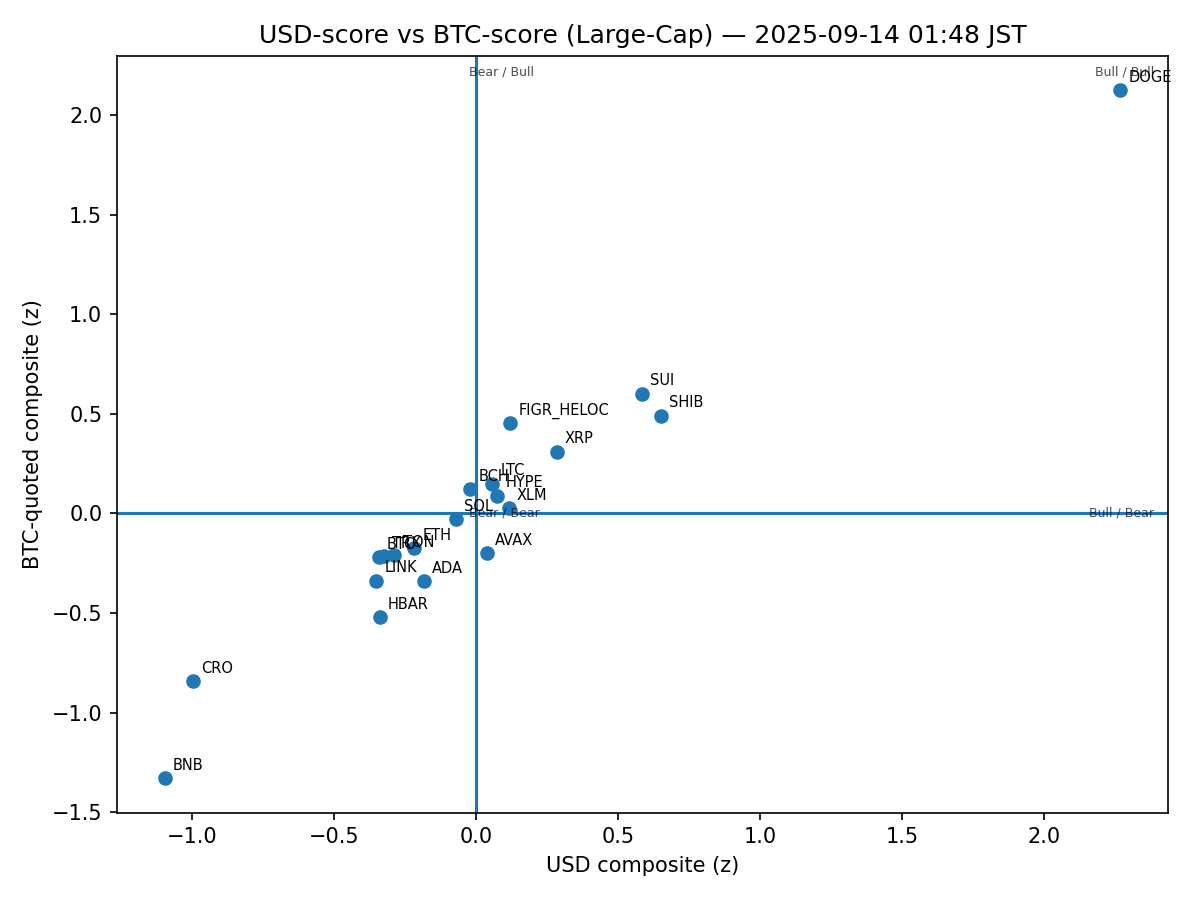 USD-score vs BTC-score (Large-Cap) — 2025-09-14 01:48 JST
Bear / Bull
Bull / Bull
DOGE
2.0
1.5
1.0
0.5
0.0
−0.5
−1.0
−1.5
BTC-quoted composite (z)
SUI
SHIB
FIGR_HELOC
XRP
LTC
BCH
HYPE
XLM
SOL
Bear / Bear
Bull / Bear
ETH
TON
TRX
AVAX
LINK
ADA
HBAR
CRO
BNB
−1.0
−0.5
0.0
0.5
1.0
1.5
2.0
USD composite (z)